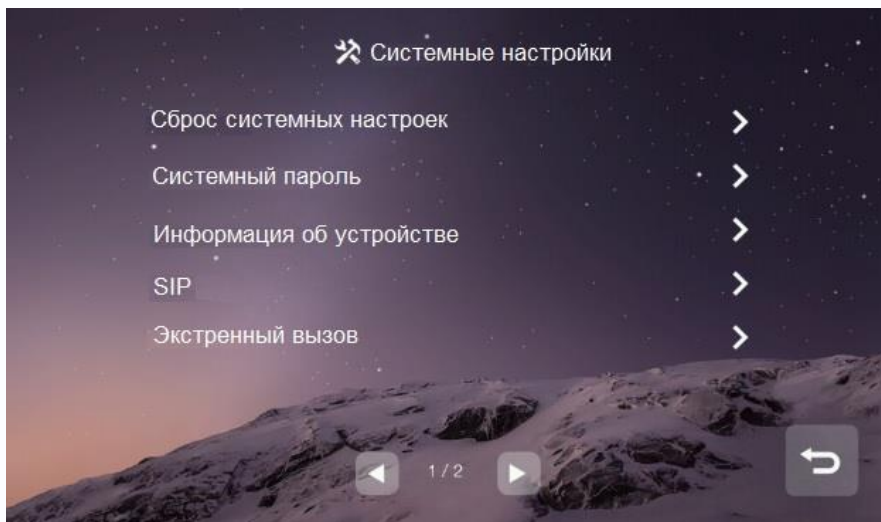 Системные настройки
Сброс системных настроек
Системный пароль
Информация об устройстве
SIP
Экстренный вызов
1 / 2